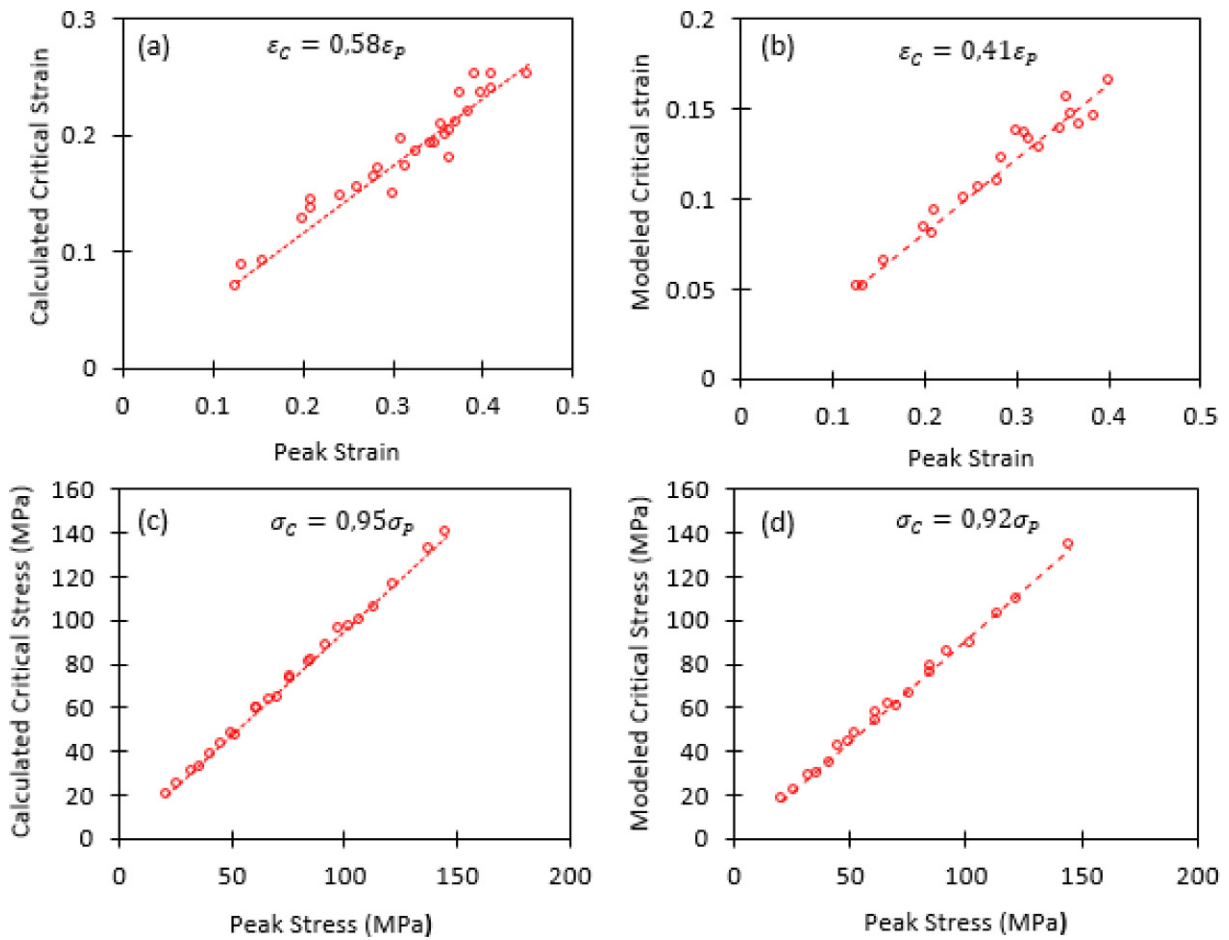 (a)
εC = 0,58εP
Calculated Critical Strain
0.3
0.2
0.1
0
0 0.1 0.2 0.3 0.4 0.5
Peak Strain
(b)
εC = 0,41εP
Modeled Critical strain
0.2
0.15
0.1
0.05
0
0 0.1 0.2 0.3 0.4 0.5
Peak Strain
(c)
σC = 0,95σP
Calculated Critical Stress (MPa)
160
140
120
100
80
60
40
20
0
0 50 100 150 200
Peak Stress (MPa)
(d)
σC = 0,92σP
Modeled Critical Stress (MPa)
160
140
120
100
80
60
40
20
0
0 50 100 150 200
Peak Stress (MPa)